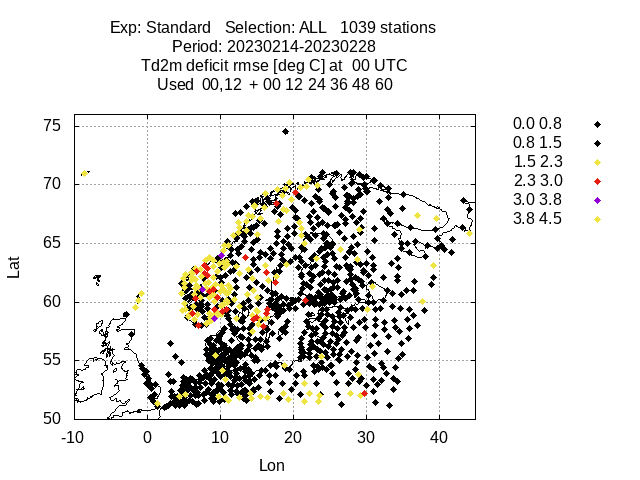 Exp: Standard Selection: ALL 1039 stations
Period: 20230214-20230228
Td2m deficit rmse [deg C] at 00 UTC
Used 00,12 + 00 12 24 36 48 60
75
70
65
60
55
50
Lat
-10 0 10 20 30 40
Lon
0.0 0.8
0.8 1.5
1.5 2.3
2.3 3.0
3.0 3.8
3.8 4.5